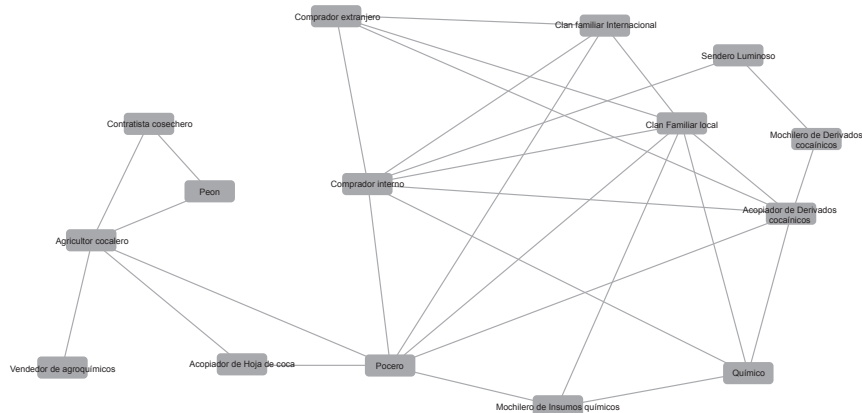 Comprador extranjero
Clan familiar Internacional
Sendero Luminoso
Contratista cosechero
Clan Familiar local
Mochilero de Derivados
cocaínicos
Peon
Comprador interno
Acopiador de Derivados
cocaínicos
Agricultor cocalero
Vendedor de agroquímicos
Acopiador de Hoja de coca
Pocero
Químico
Mochilero de Insumos químicos